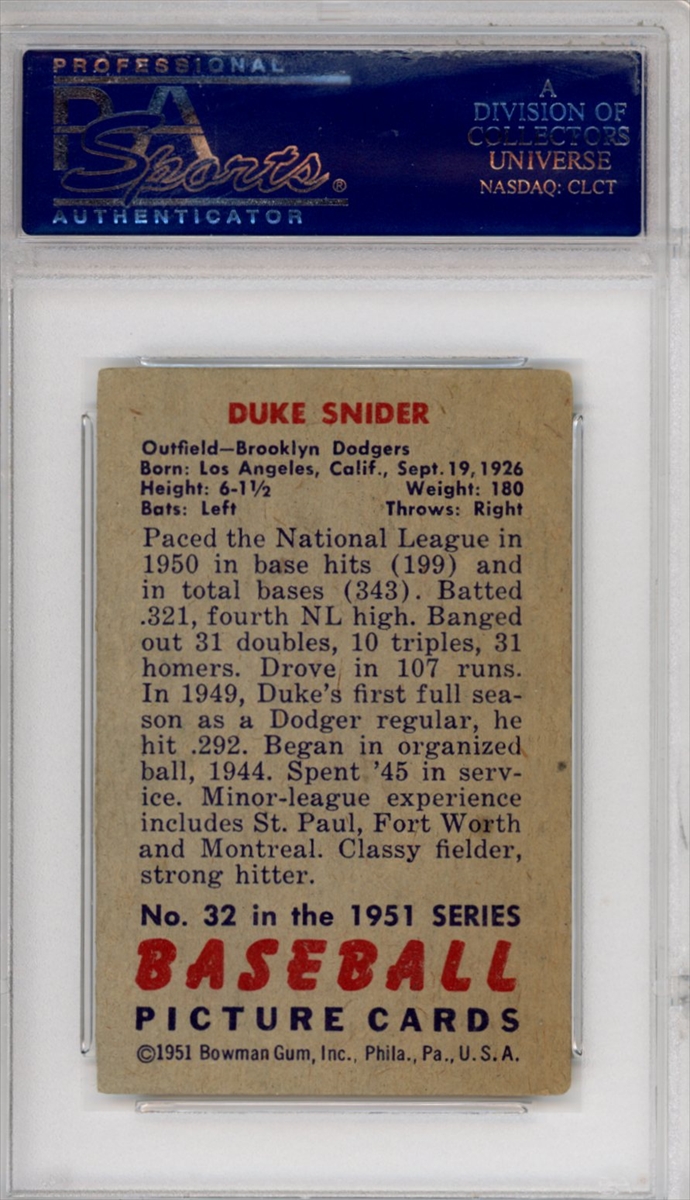 PROFESSIONAL
PSA
Sports®
AUTHENTICATOR
A
DIVISION OF
COLLECTORS
UNIVERSE
NASDAQ: CLCT
DUKE SNIDER
Outfield—Brooklyn Dodgers
Born: Los Angeles, Calif., Sept. 19, 1926
Height: 6-1½ Weight: 180
Bats: Left Throws: Right
Paced the National League in
1950 in base hits (199) and
in total bases (343). Batted
.321, fourth NL high. Banged
out 31 doubles, 10 triples, 31
homers. Drove in 107 runs.
In 1949, Duke's first full sea-
son as a Dodger regular, he
hit .292. Began in organized
ball, 1944. Spent '45 in serv-
ice. Minor-league experience
includes St. Paul, Fort Worth
and Montreal. Classy fielder,
strong hitter.
No. 32 in the 1951 SERIES
BASEBALL
PICTURE CARDS
©1951 Bowman Gum, Inc., Phila., Pa., U.S.A.